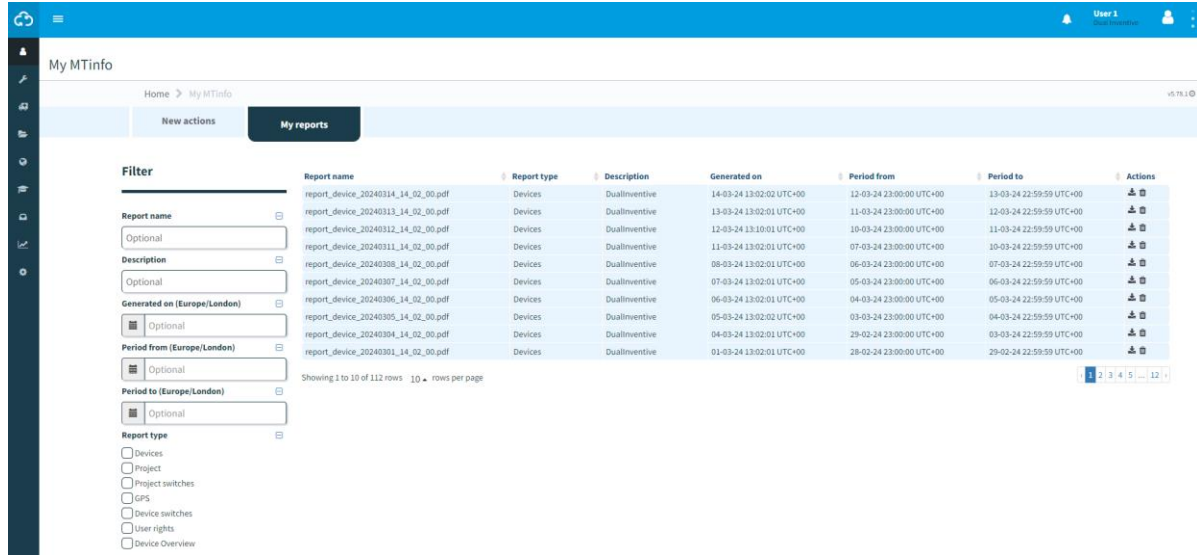 User 1
Dual Inventive
My MTinfo
Home > My MTinfo
v5.78.1
New actions
My reports
Filter
Report name
Optional
Description
Optional
Generated on (Europe/London)
Optional
Period from (Europe/London)
Optional
Period to (Europe/London)
Optional
Report type
Devices
Project
Project switches
GPS
Device switches
User rights
Device Overview
Report name Report type Description Generated on Period from Period to Actions
report_device_20240314_14_02_00.pdf Devices DualInventive 14-03-24 13:02:02 UTC+00 12-03-24 23:00:00 UTC+00 13-03-24 22:59:59 UTC+00
report_device_20240313_14_02_00.pdf Devices DualInventive 13-03-24 13:02:01 UTC+00 11-03-24 23:00:00 UTC+00 12-03-24 22:59:59 UTC+00
report_device_20240312_14_02_00.pdf Devices DualInventive 12-03-24 13:10:01 UTC+00 10-03-24 23:00:00 UTC+00 11-03-24 22:59:59 UTC+00
report_device_20240311_14_02_00.pdf Devices DualInventive 11-03-24 13:02:01 UTC+00 07-03-24 23:00:00 UTC+00 10-03-24 22:59:59 UTC+00
report_device_20240308_14_02_00.pdf Devices DualInventive 08-03-24 13:02:01 UTC+00 06-03-24 23:00:00 UTC+00 07-03-24 22:59:59 UTC+00
report_device_20240307_14_02_00.pdf Devices DualInventive 07-03-24 13:02:01 UTC+00 05-03-24 23:00:00 UTC+00 06-03-24 22:59:59 UTC+00
report_device_20240306_14_02_00.pdf Devices DualInventive 06-03-24 13:02:01 UTC+00 04-03-24 23:00:00 UTC+00 05-03-24 22:59:59 UTC+00
report_device_20240305_14_02_00.pdf Devices DualInventive 05-03-24 13:02:02 UTC+00 03-03-24 23:00:00 UTC+00 04-03-24 22:59:59 UTC+00
report_device_20240304_14_02_00.pdf Devices DualInventive 04-03-24 13:02:01 UTC+00 29-02-24 23:00:00 UTC+00 03-03-24 22:59:59 UTC+00
report_device_20240301_14_02_00.pdf Devices DualInventive 01-03-24 13:02:01 UTC+00 28-02-24 23:00:00 UTC+00 29-02-24 22:59:59 UTC+00
Showing 1 to 10 of 112 rows 10 rows per page
‹ 1 2 3 4 5 ... 12 ›